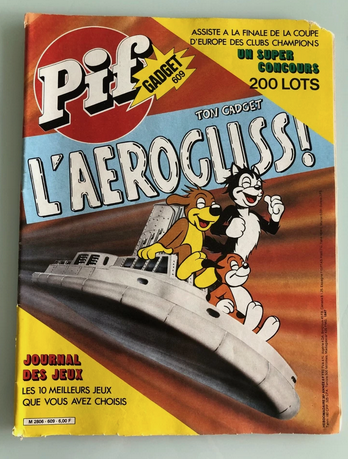 ASSISTE A LA FINALE DE LA COUPE
D'EUROPE DES CLUBS CHAMPIONS
UN SUPER
CONCOURS
200 LOTS
Pif
GADGET
609
TON GADGET
L'AEROGLISS!
JOURNAL
DES JEUX
LES 10 MEILLEURS JEUX
QUE VOUS AVEZ CHOISIS
M 2806 - 609 - 6,00 F